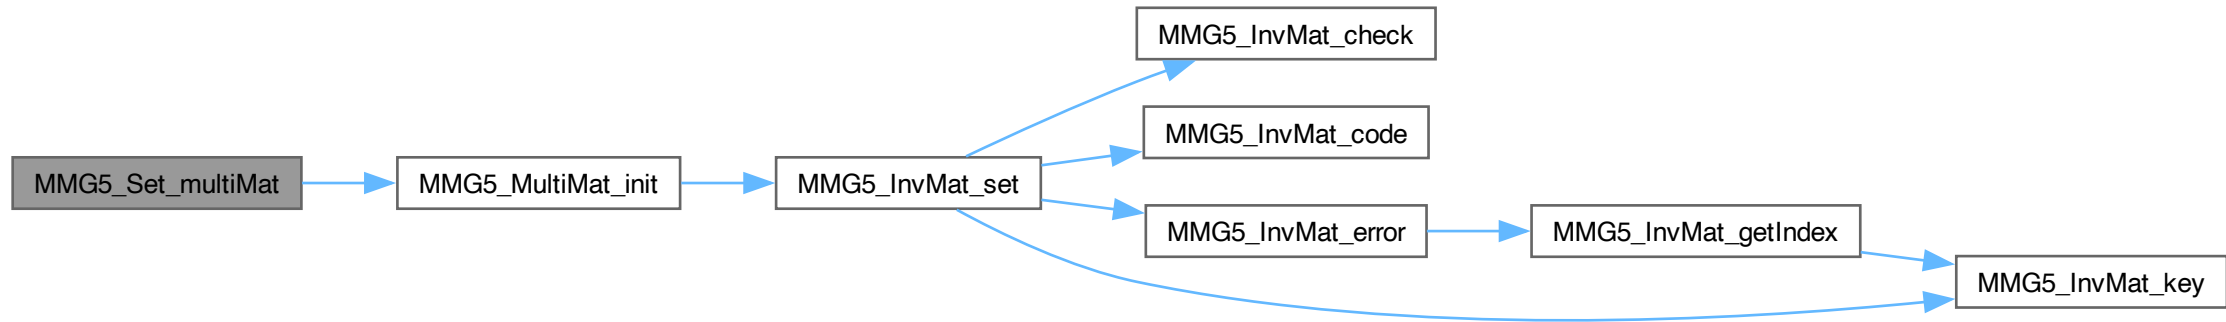 MMG5_Set_multiMat
MMG5_MultiMat_init
MMG5_InvMat_set
MMG5_InvMat_check
MMG5_InvMat_code
MMG5_InvMat_error
MMG5_InvMat_getIndex
MMG5_InvMat_key